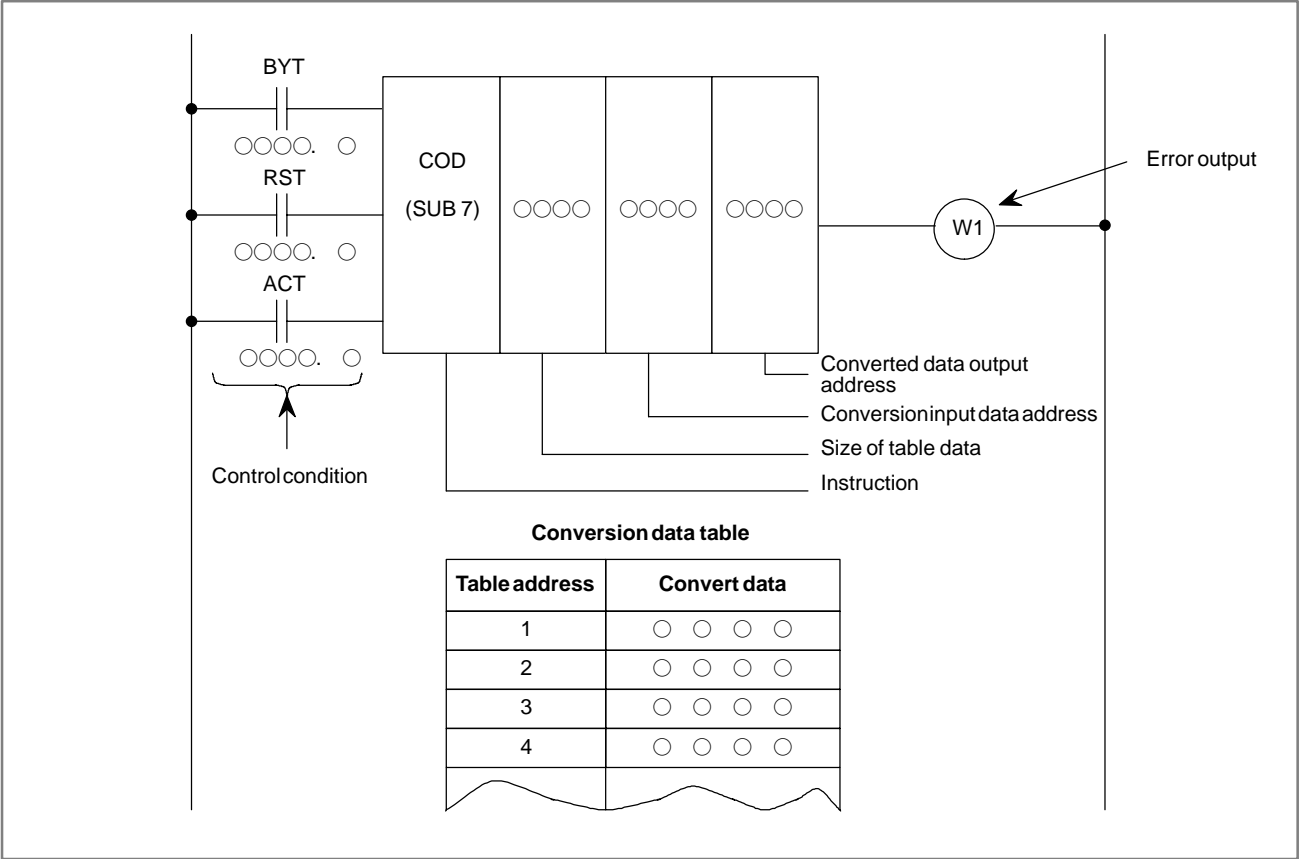 BYT
○○○○. ○
RST
○○○○. ○
ACT
○○○○. ○
COD
(SUB 7)
○○○○
○○○○
○○○○
W1
Error output
Control condition
Converted data output
address
Conversion input data address
Size of table data
Instruction
Conversion data table
Table address Convert data
1 ○ ○ ○ ○
2 ○ ○ ○ ○
3 ○ ○ ○ ○
4 ○ ○ ○ ○